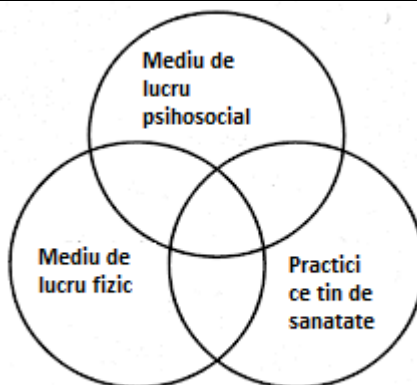 Mediu de
lucru
psihosocial
Mediu de
lucru fizic
Practici
ce tin de
sanatate